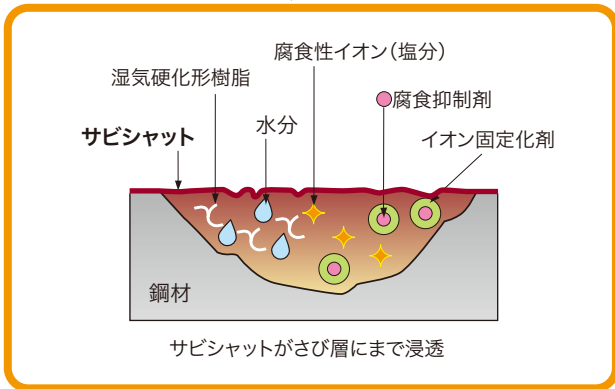 腐食性イオン（塩分）
湿気硬化形樹脂
腐食抑制剤
水分
サビシャット
イオン固定化剤
鋼材
サビシャットがさび層にまで浸透